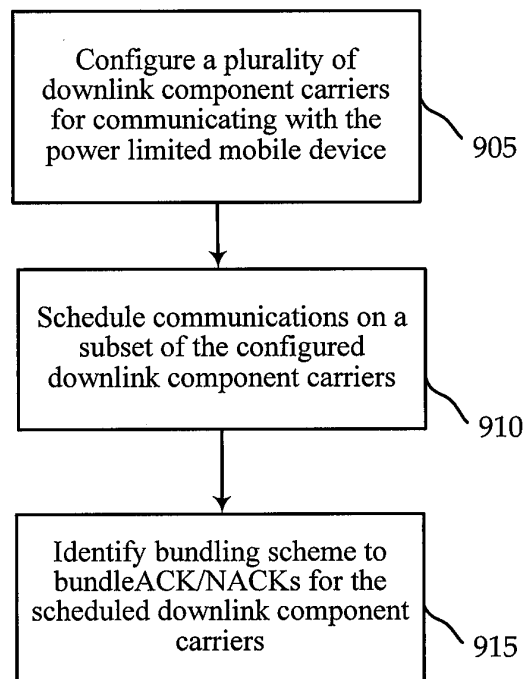 Configure a plurality of
downlink component carriers
for communicating with the
power limited mobile device
905
Schedule communications on a
subset of the configured
downlink component carriers
910
Identify bundling scheme to
bundleACK/NACKs for the
scheduled downlink component
carriers
915